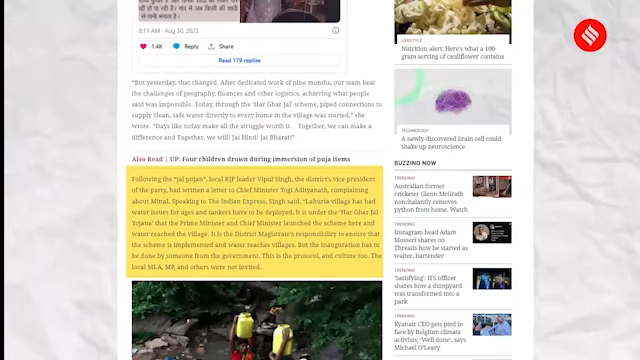 रही हो पा रही है। गांव मे जब किसी की शादी
8:11 AM · Aug 30, 2023
1.4K Reply Share
Read 179 replies
“But yesterday, that changed. After dedicated work of nine months, our team beat
the challenges of geography, finances and other logistics, achieving what people
said was impossible. Today, through the ‘Har Ghar Jal’ scheme, piped connections to
supply clean, safe water directly to every home in the village was started,” she
wrote. “Days like today make all the struggle worth it. Together, we can make a
difference and Together, we will! Jai Hind! Jai Bharat!”
Also Read | UP: Four children drown during immersion of puja items
Following the “jal pujan”, local BJP leader Vipul Singh, the district’s vice-president
of the party, had written a letter to Chief Minister Yogi Adityanath, complaining
about Mittal. Speaking to The Indian Express, Singh said, “Lahuria village has had
water issues for ages and tankers have to be deployed. It is under the ‘Har Ghar Jal
Yojana’ that the Prime Minister and Chief Minister launched the scheme here and
water reached the village. It is the District Magistrate’s responsibility to ensure that
the scheme is implemented and water reaches villages. But the inauguration has to
be done by someone from the government. This is the protocol, and culture too. The
local MLA, MP, and others were not invited.
LIFESTYLE
Nutrition alert: Here’s what a 100-
gram serving of cauliflower contains
TECHNOLOGY
A newly-discovered brain cell could
shake up neuroscience
BUZZING NOW
TRENDING
Australian former
cricketer Glenn McGrath
nonchalantly removes
python from home. Watch
TRENDING
Instagram head Adam
Mosseri shares on
Threads how he started as
waiter, bartender
TRENDING
‘Satisfying’: IFS officer
shares how a dumpyard
was transformed into a
park
TRENDING
Ryanair CEO gets pied in
face by Belgium climate
activists; ‘Well done’, says
Michael O’Leary